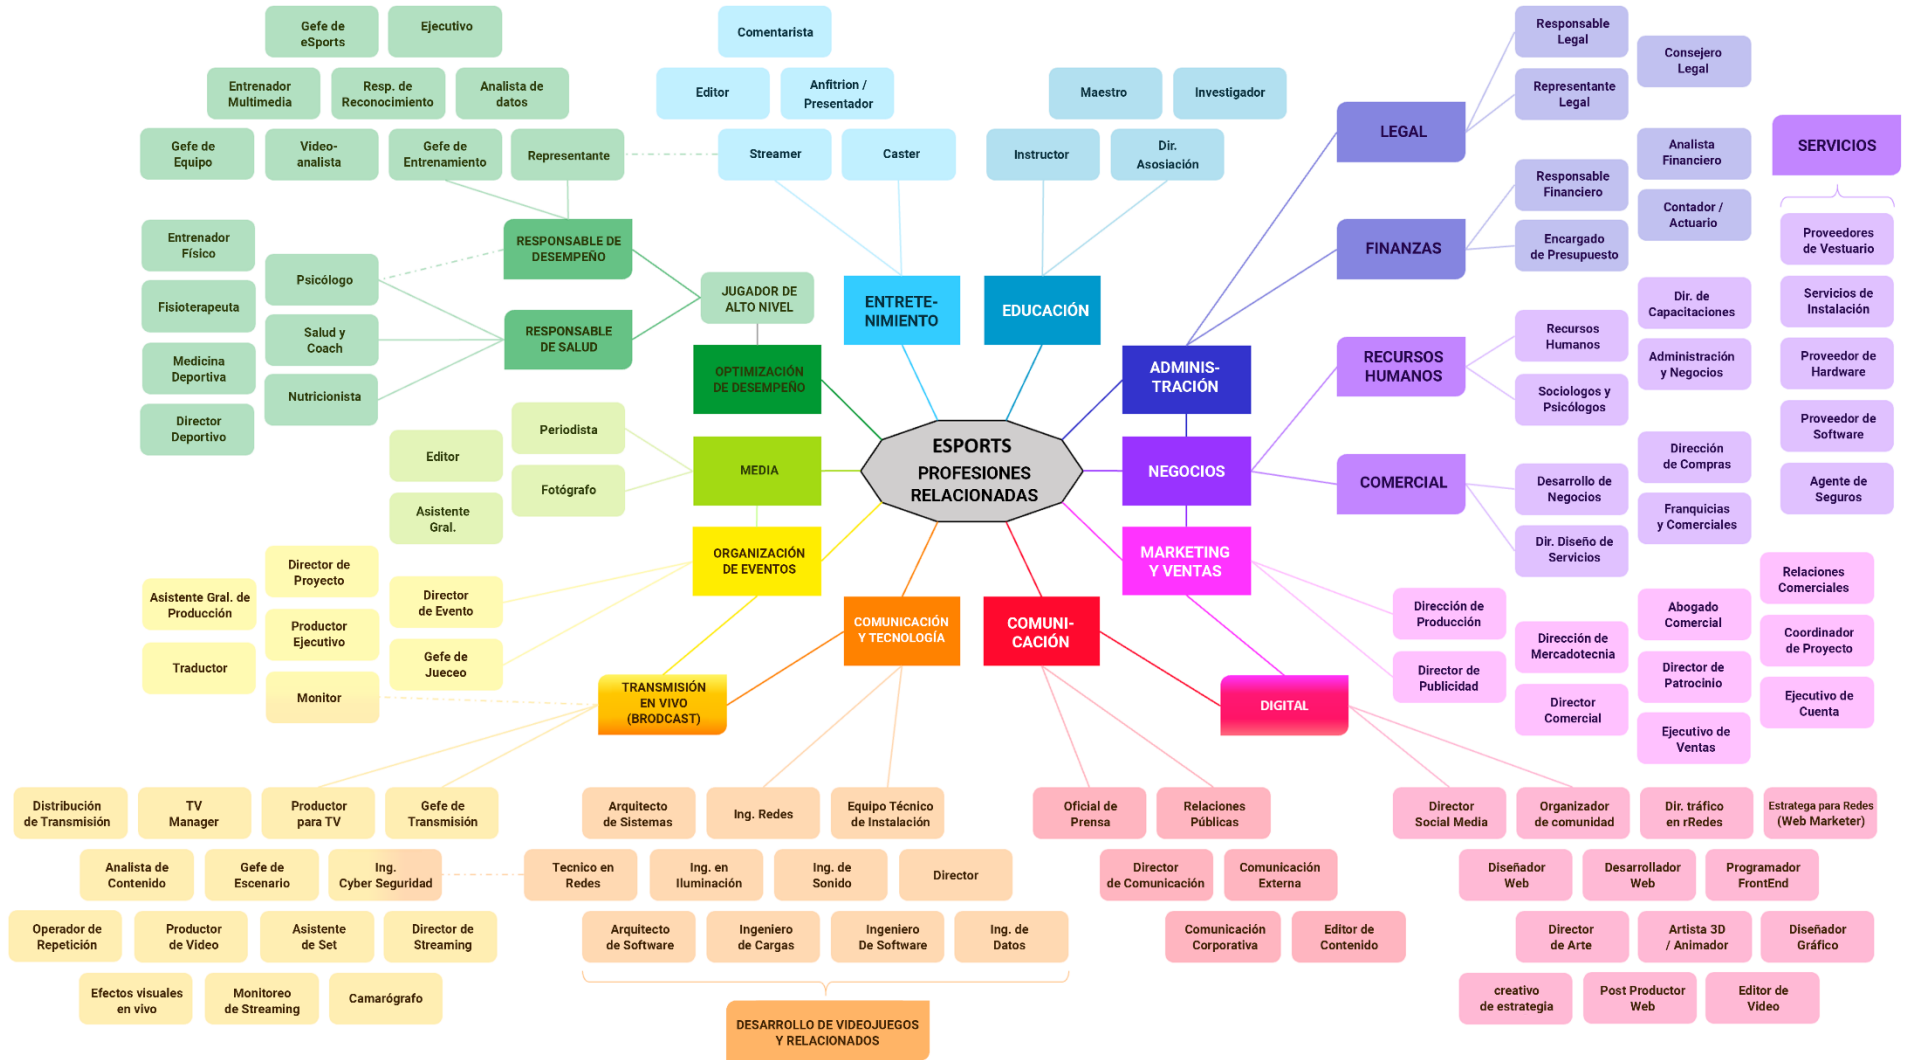 Gefe de
eSports
Ejecutivo
Entrenador
Multimedia
Resp. de
Reconocimiento
Analista de
datos
Gefe de
Equipo
Video-
analista
Gefe de
Entrenamiento
Representante
Entrenador
Físico
Psicólogo
Fisioterapeuta
Salud y
Coach
Medicina
Deportiva
Nutricionista
Director
Deportivo
RESPONSABLE DE
DESEMPEÑO
RESPONSABLE
DE SALUD
JUGADOR DE
ALTO NIVEL
OPTIMIZACIÓN
DE DESEMPEÑO
Comentarista
Editor
Anfitrion /
Presentador
Streamer
Caster
ENTRETE-
NIMIENTO
Maestro
Investigador
Instructor
Dir.
Asosiación
EDUCACIÓN
Responsable
Legal
Consejero
Legal
Representante
Legal
LEGAL
Analista
Financiero
Responsable
Financiero
Contador /
Actuario
Encargado
de Presupuesto
FINANZAS
ADMINIS-
TRACIÓN
SERVICIOS
Proveedores
de Vestuario
Servicios de
Instalación
Proveedor de
Hardware
Proveedor de
Software
Agente de
Seguros
Dir. de
Capacitaciones
Recursos
Humanos
Administración
y Negocios
Sociologos y
Psicólogos
RECURSOS
HUMANOS
Dirección
de Compras
Desarrollo de
Negocios
Franquicias
y Comerciales
Dir. Diseño de
Servicios
COMERCIAL
NEGOCIOS
ESPORTS
PROFESIONES
RELACIONADAS
MEDIA
Periodista
Editor
Fotógrafo
Asistente
Gral.
ORGANIZACIÓN
DE EVENTOS
Director de
Proyecto
Asistente Gral. de
Producción
Director
de Evento
Productor
Ejecutivo
Traductor
Gefe de
Jueceo
Monitor
TRANSMISIÓN
EN VIVO
(BRODCAST)
COMUNICACIÓN
Y TECNOLOGÍA
COMUNI-
CACIÓN
MARKETING
Y VENTAS
DIGITAL
Relaciones
Comerciales
Dirección de
Producción
Abogado
Comercial
Dirección de
Mercadotecnia
Coordinador
de Proyecto
Director de
Publicidad
Director de
Patrocinio
Director
Comercial
Ejecutivo de
Cuenta
Ejecutivo de
Ventas
Distribución
de Transmisión
TV
Manager
Productor
para TV
Gefe de
Transmisión
Analista de
Contenido
Gefe de
Escenario
Ing.
Cyber Seguridad
Operador de
Repetición
Productor
de Video
Asistente
de Set
Director de
Streaming
Efectos visuales
en vivo
Monitoreo
de Streaming
Camarógrafo
Arquitecto
de Sistemas
Ing. Redes
Equipo Técnico
de Instalación
Tecnico en
Redes
Ing. en
Iluminación
Ing. de
Sonido
Director
Arquitecto
de Software
Ingeniero
de Cargas
Ingeniero
De Software
Ing. de
Datos
DESARROLLO DE VIDEOJUEGOS
Y RELACIONADOS
Oficial de
Prensa
Relaciones
Públicas
Director
de Comunicación
Comunicación
Externa
Comunicación
Corporativa
Editor de
Contenido
Director
Social Media
Organizador
de comunidad
Dir. tráfico
en rRedes
Estratega para Redes
(Web Marketer)
Diseñador
Web
Desarrollador
Web
Programador
FrontEnd
Director
de Arte
Artista 3D
/ Animador
Diseñador
Gráfico
creativo
de estrategia
Post Productor
Web
Editor de
Video